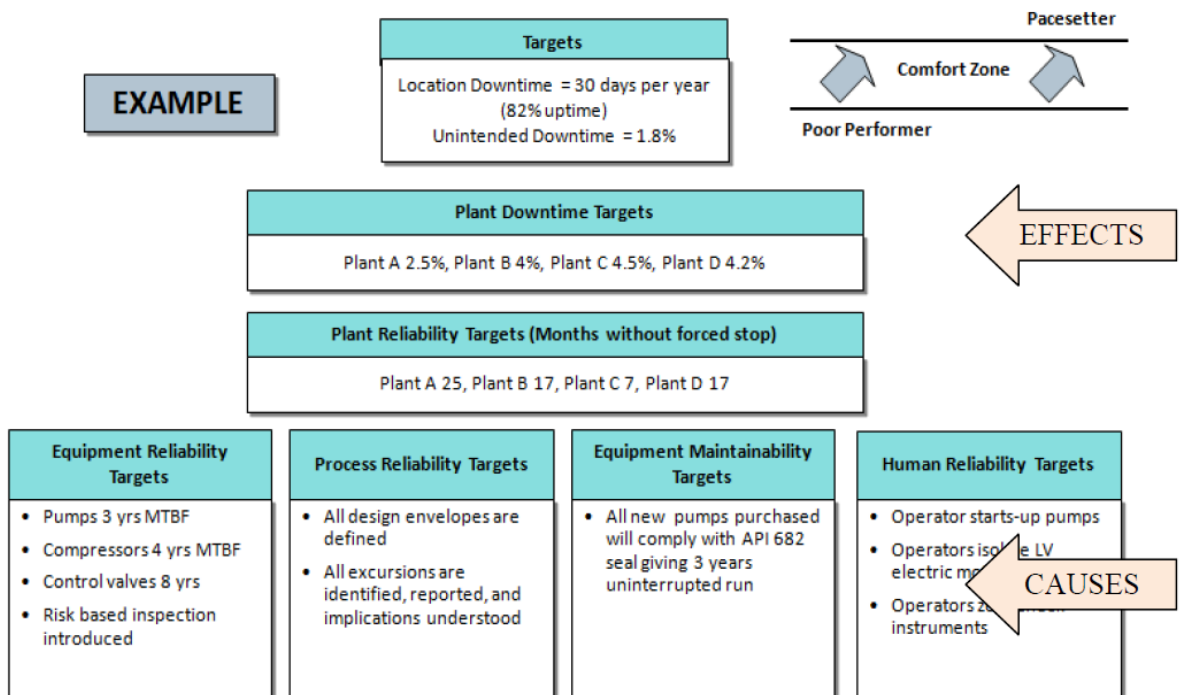 EXAMPLE
Targets
Location Downtime = 30 days per year
(82% uptime)
Unintended Downtime = 1.8%
Pacesetter
Comfort Zone
Poor Performer
Plant Downtime Targets
Plant A 2.5%, Plant B 4%, Plant C 4.5%, Plant D 4.2%
EFFECTS
Plant Reliability Targets (Months without forced stop)
Plant A 25, Plant B 17, Plant C 7, Plant D 17
Equipment Reliability
Targets
• Pumps 3 yrs MTBF
• Compressors 4 yrs MTBF
• Control valves 8 yrs
• Risk based inspection
introduced
Process Reliability Targets
• All design envelopes are
defined
• All excursions are
identified, reported, and
implications understood
Equipment Maintainability
Targets
• All new pumps purchased
will comply with API 682
seal giving 3 years
uninterrupted run
Human Reliability Targets
• Operator starts-up pumps
• Operators LV
electric
• Operators
instruments
CAUSES